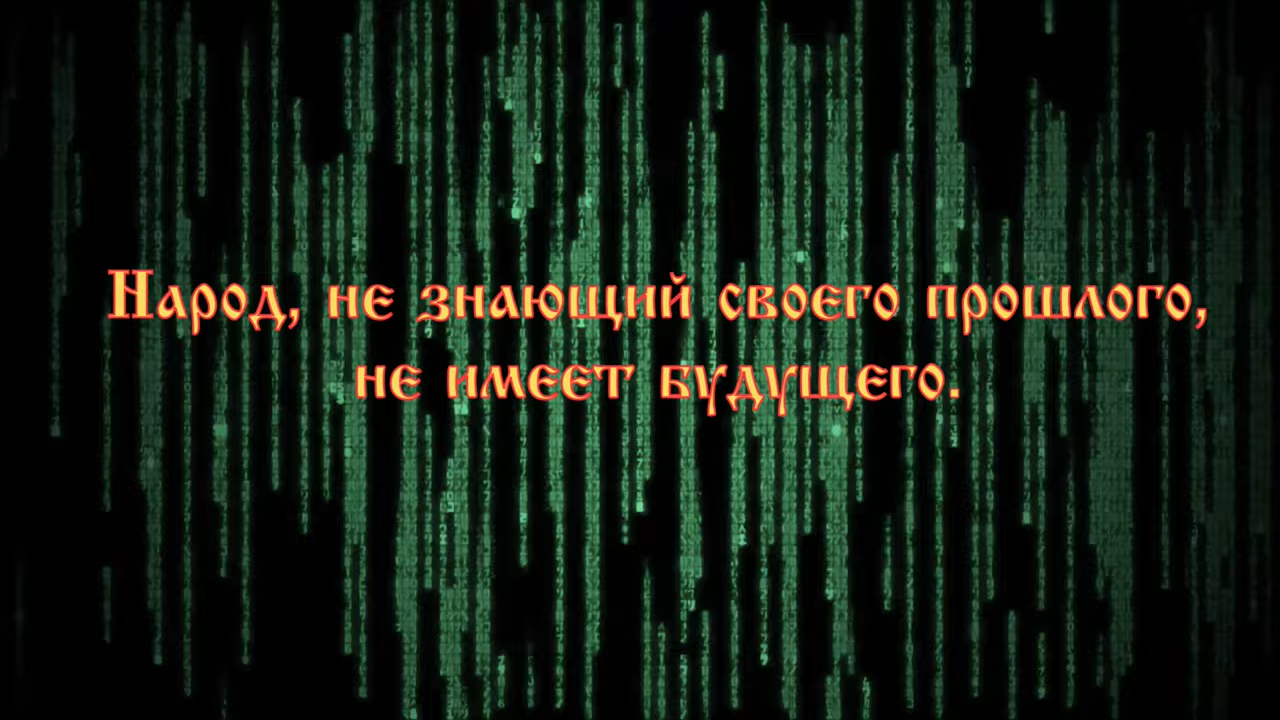 Народ, не знающий своего прошлого,
не имеет будущего.